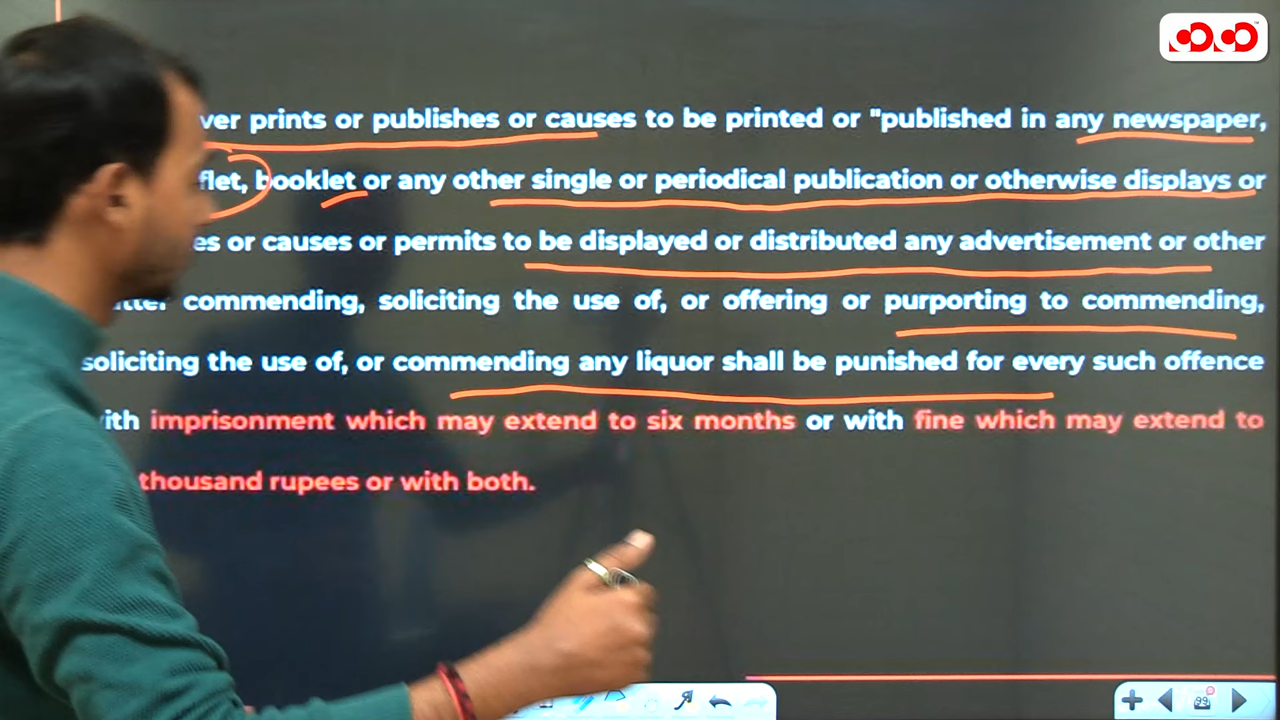 prints or publishes or causes to be printed or "published in any newspaper,
booklet or any other single or periodical publication or otherwise displays or
or causes or permits to be displayed or distributed any advertisement or other
commending, soliciting the use of, or offering or purporting to commending,
soliciting the use of, or commending any liquor shall be punished for every such offence
imprisonment which may extend to six months or with fine which may extend to
thousand rupees or with both.
99